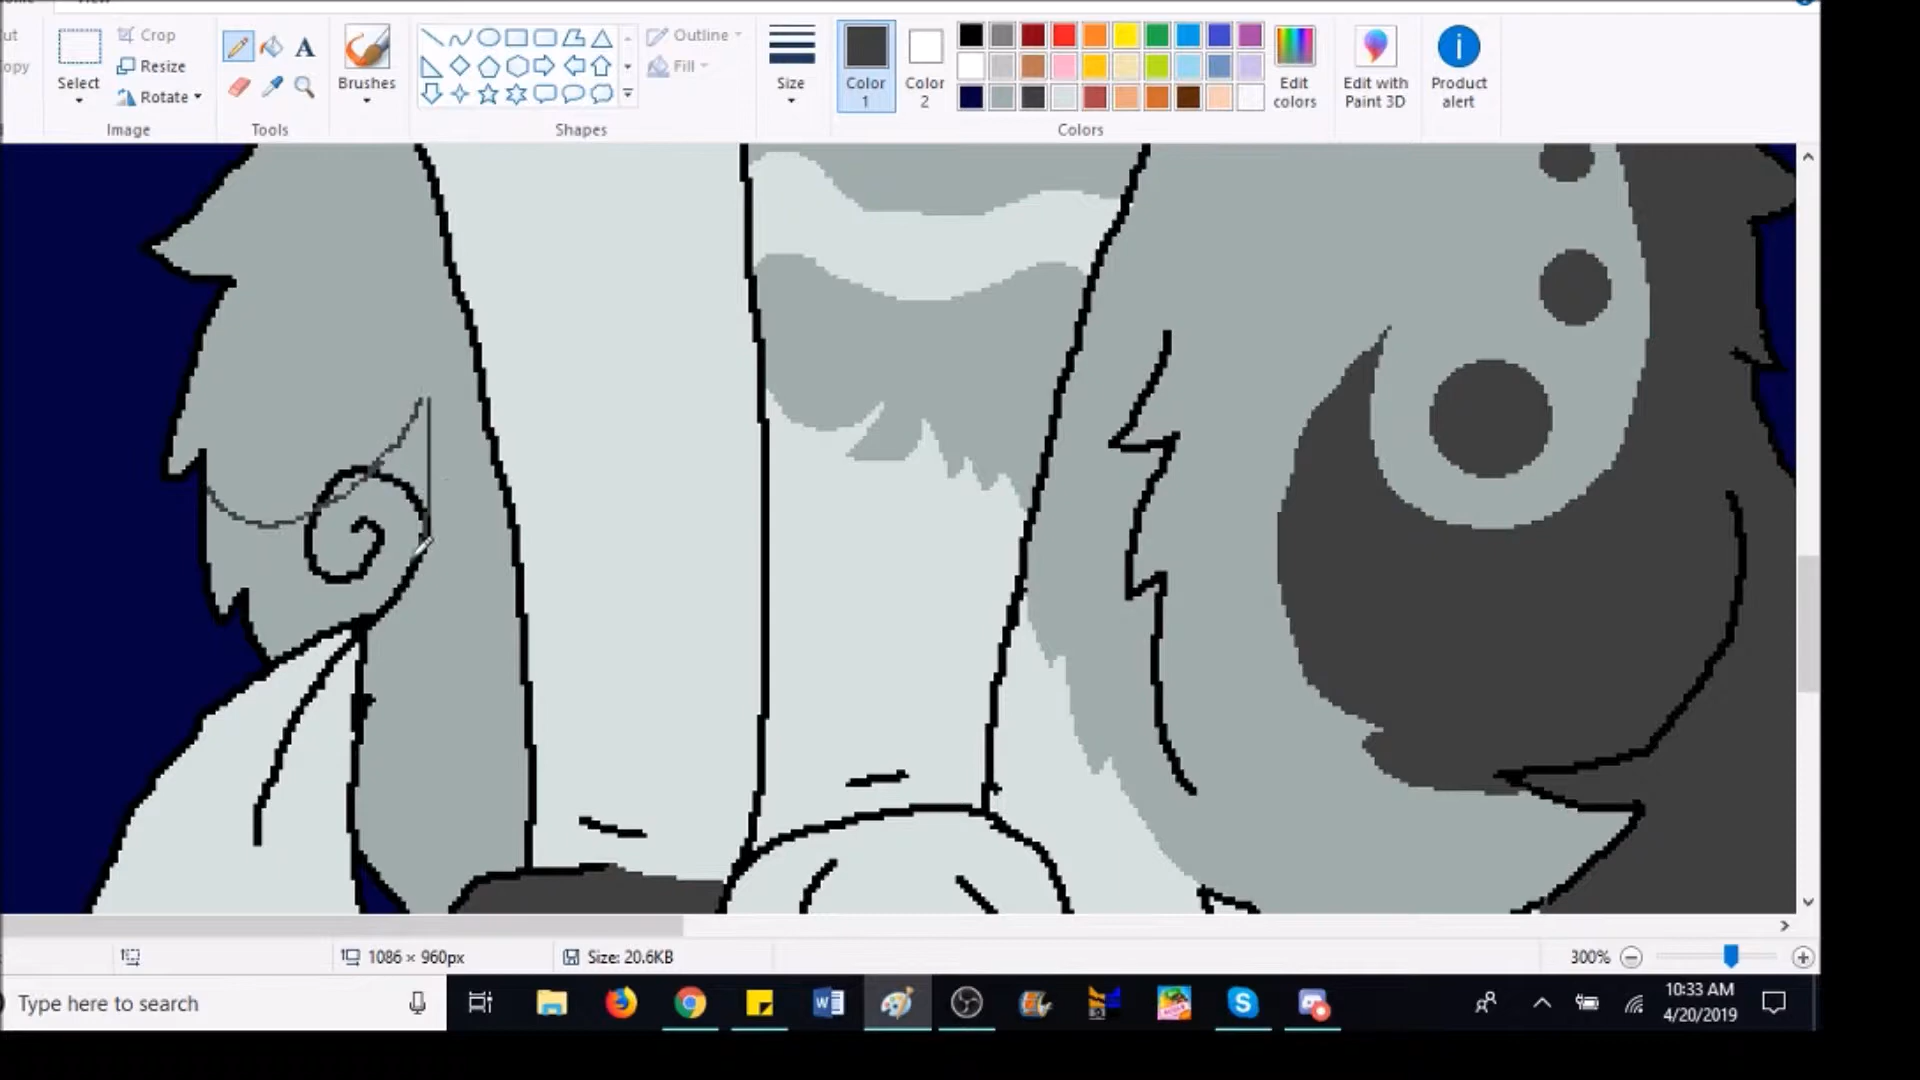 ut
opy
Select
Crop
Resize
Rotate
Image
A
Tools
Brushes
Shapes
Outline
Fill
Size
Color
1
Color
2
Edit
colors
Colors
Edit with
Paint 3D
Product
alert
1086 × 960px
Size: 20.6KB
300%
Type here to search
10:33 AM
4/20/2019